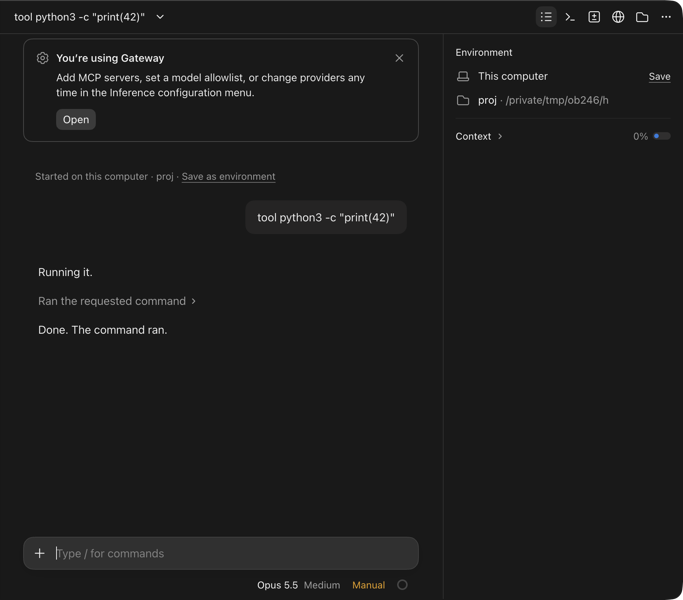 tool python3 -c "print(42)"
You're using Gateway
Add MCP servers, set a model allowlist, or change providers any
time in the Inference configuration menu.
Open
Started on this computer · proj · Save as environment
tool python3 -c "print(42)"
Running it.
Ran the requested command
Done. The command ran.
Type / for commands
Opus 5.5 Medium Manual
Environment
This computer Save
proj · /private/tmp/ob246/h
Context 0%